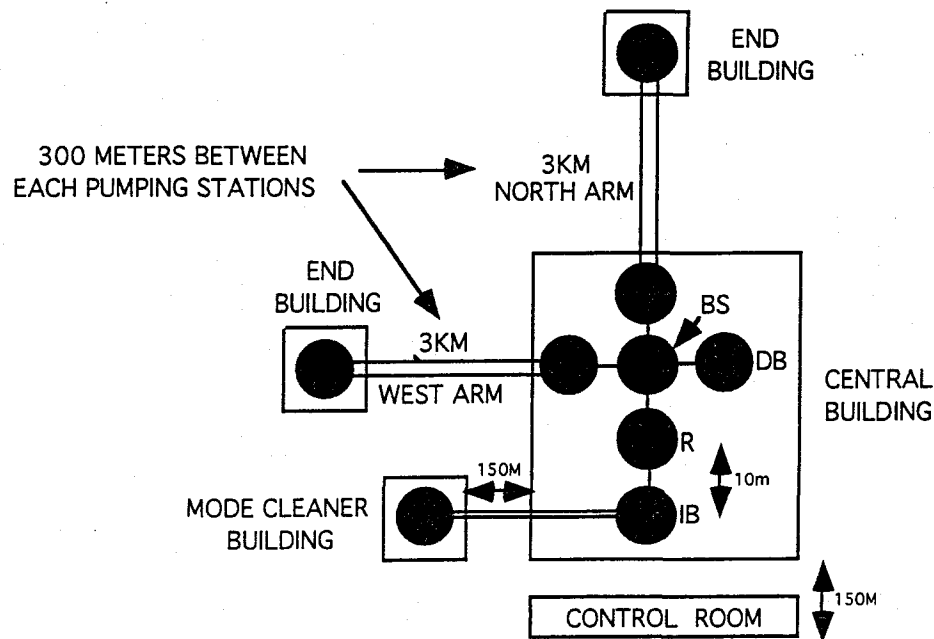 END
BUILDING
300 METERS BETWEEN
EACH PUMPING STATIONS
3KM
NORTH ARM
END
BUILDING
BS
3KM
DB
WEST ARM
CENTRAL
BUILDING
R
150M
10m
MODE CLEANER
BUILDING
IB
150M
CONTROL ROOM